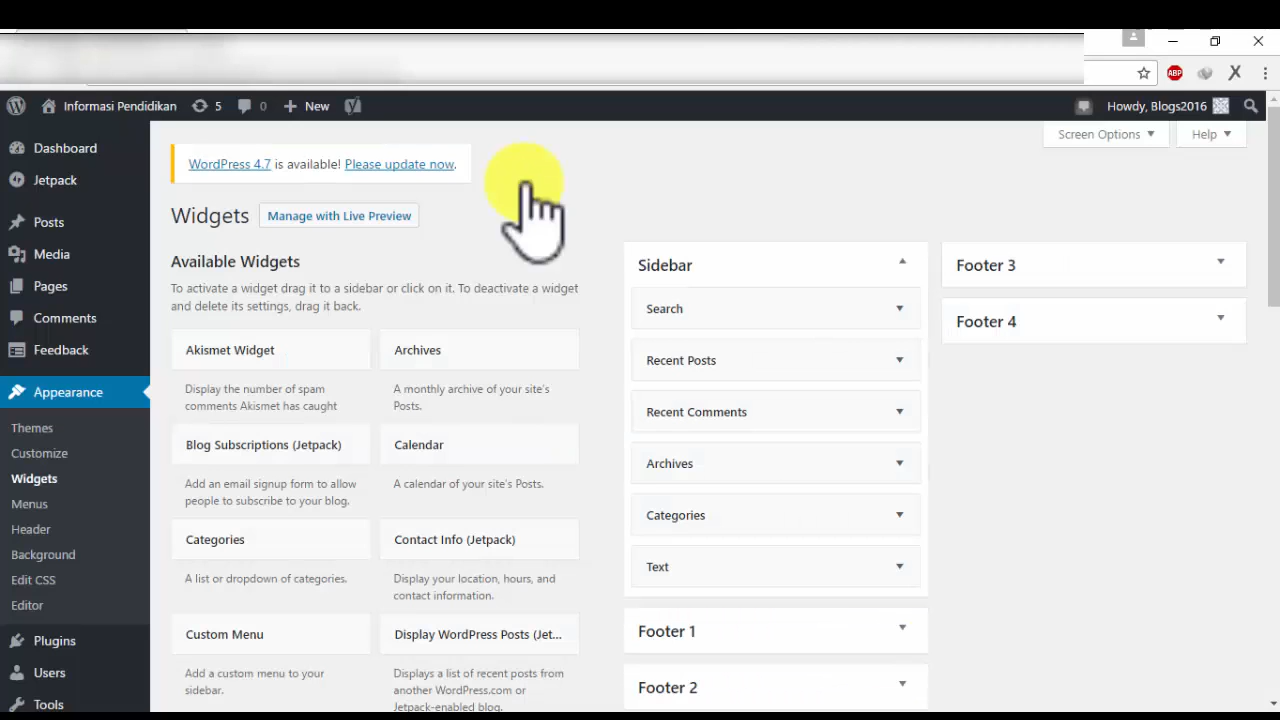 Informasi Pendidikan 5 0 New Howdy, Blogs2016
ABP
Screen Options Help
Dashboard
Jetpack
Posts
Media
Pages
Comments
Feedback
Appearance
Themes
Customize
Widgets
Menus
Header
Background
Edit CSS
Editor
Plugins
Users
Tools
WordPress 4.7 is available! Please update now.
Widgets Manage with Live Preview
Available Widgets
To activate a widget drag it to a sidebar or click on it. To deactivate a widget
and delete its settings, drag it back.
Akismet Widget
Display the number of spam
comments Akismet has caught
Archives
A monthly archive of your site's
Posts.
Blog Subscriptions (Jetpack)
Add an email signup form to allow
people to subscribe to your blog.
Calendar
A calendar of your site's Posts.
Categories
A list or dropdown of categories.
Contact Info (Jetpack)
Display your location, hours, and
contact information.
Custom Menu
Add a custom menu to your
sidebar.
Display WordPress Posts (Jet...
Displays a list of recent posts from
another WordPress.com or
Jetpack-enabled blog.
Sidebar
Search
Recent Posts
Recent Comments
Archives
Categories
Text
Footer 1
Footer 2
Footer 3
Footer 4